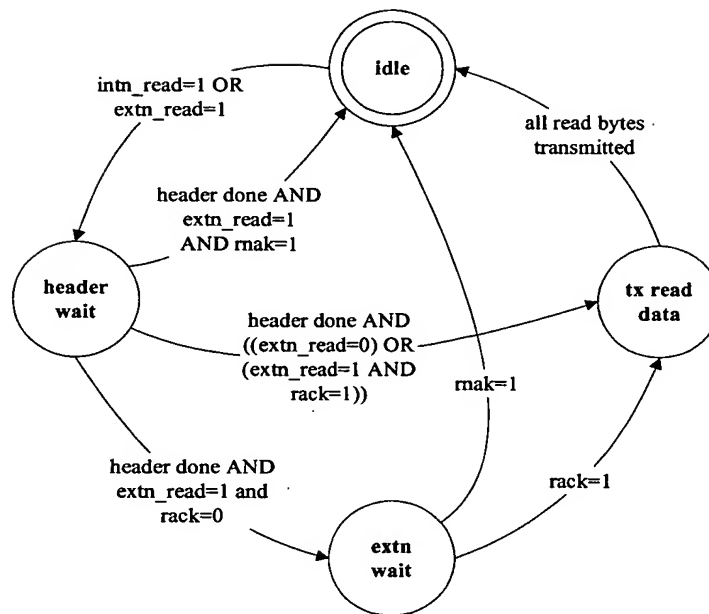 idle
intn_read=1 OR
extn_read=1
all read bytes
transmitted
header done AND
extn_read=1
AND rnak=1
header
wait
tx read
data
header done AND
((extn_read=0) OR
(extn_read=1 AND
rack=1))
rnak=1
header done AND
extn_read=1 and
rack=0
rack=1
extn
wait